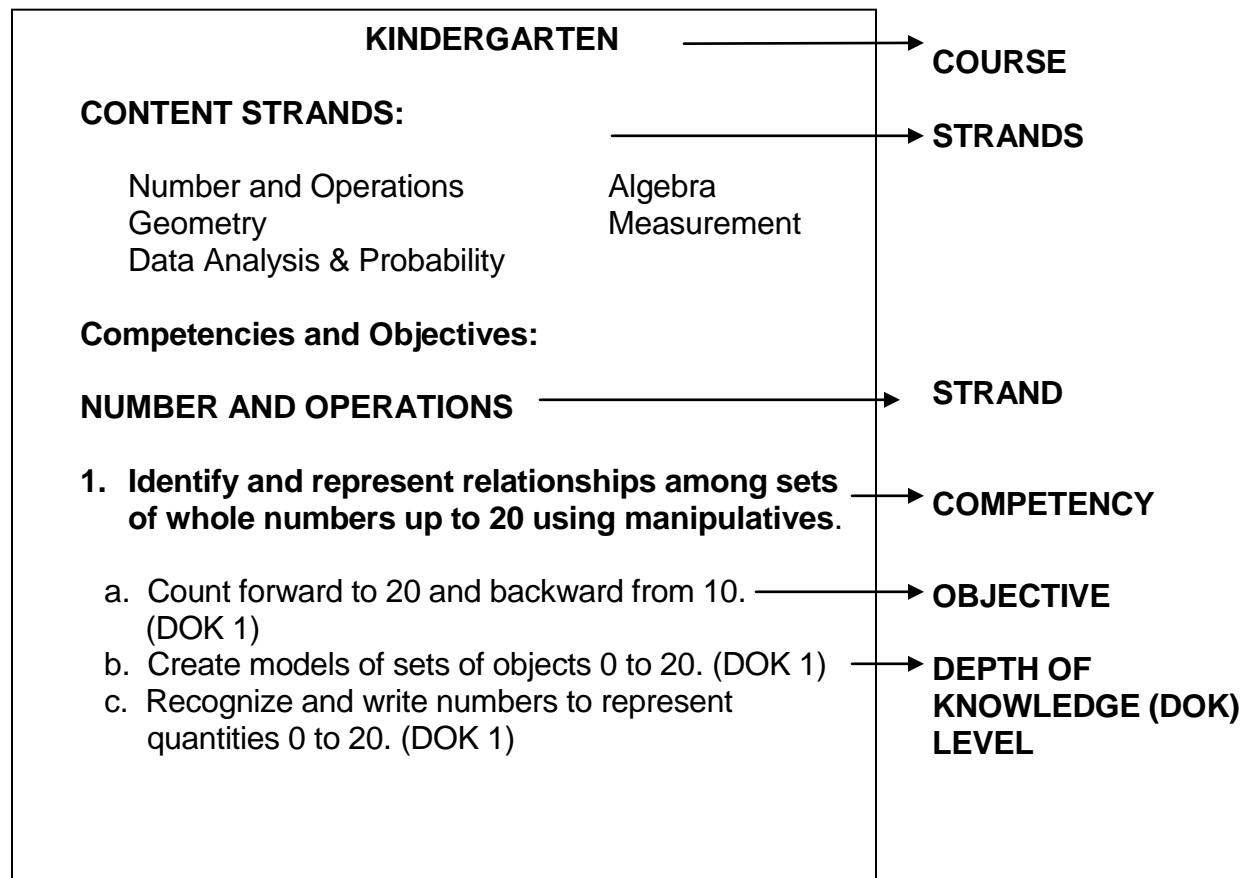 KINDERGARTEN
COURSE
CONTENT STRANDS:
STRANDS
Number and Operations Algebra
Geometry Measurement
Data Analysis & Probability
Competencies and Objectives:
NUMBER AND OPERATIONS
STRAND
1. Identify and represent relationships among sets
of whole numbers up to 20 using manipulatives.
COMPETENCY
a. Count forward to 20 and backward from 10.
(DOK 1)
OBJECTIVE
b. Create models of sets of objects 0 to 20. (DOK 1)
c. Recognize and write numbers to represent
quantities 0 to 20. (DOK 1)
DEPTH OF
KNOWLEDGE (DOK)
LEVEL